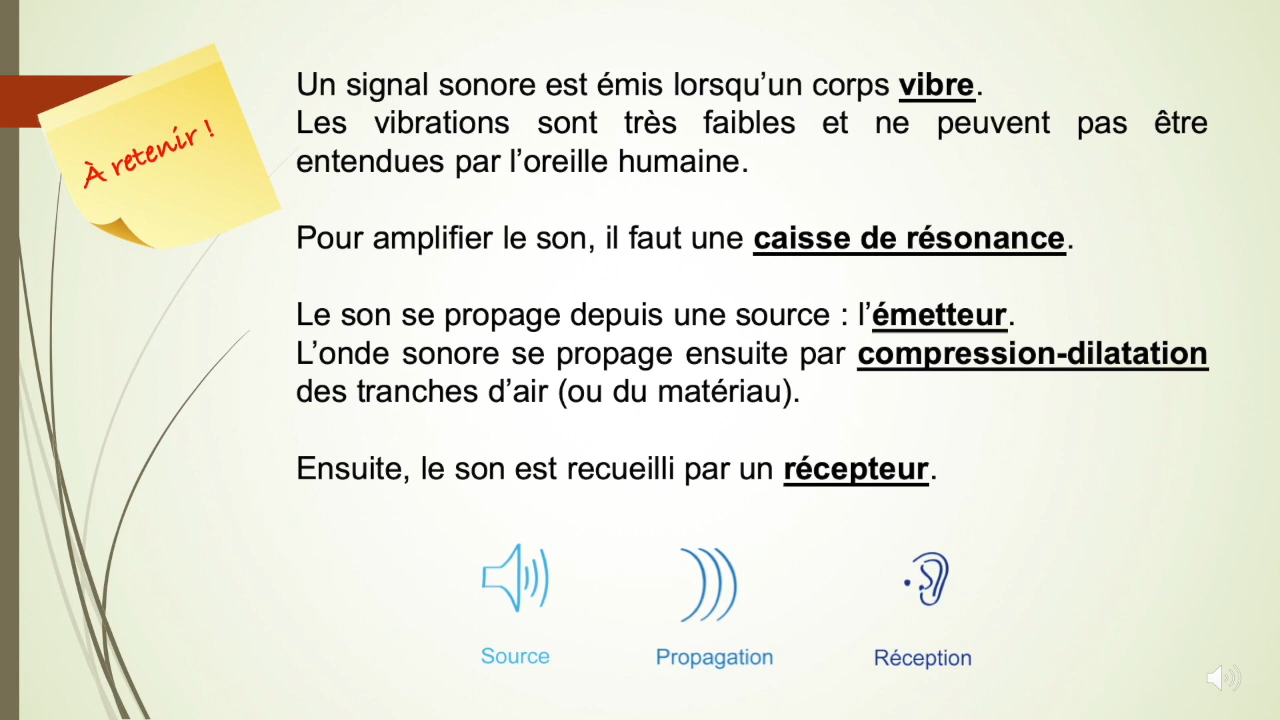 À retenir !
Un signal sonore est émis lorsqu’un corps vibre.
Les vibrations sont très faibles et ne peuvent pas être
entendues par l’oreille humaine.
Pour amplifier le son, il faut une caisse de résonance.
Le son se propage depuis une source : l’émetteur.
L’onde sonore se propage ensuite par compression-dilatation
des tranches d’air (ou du matériau).
Ensuite, le son est recueilli par un récepteur.
Source Propagation Réception